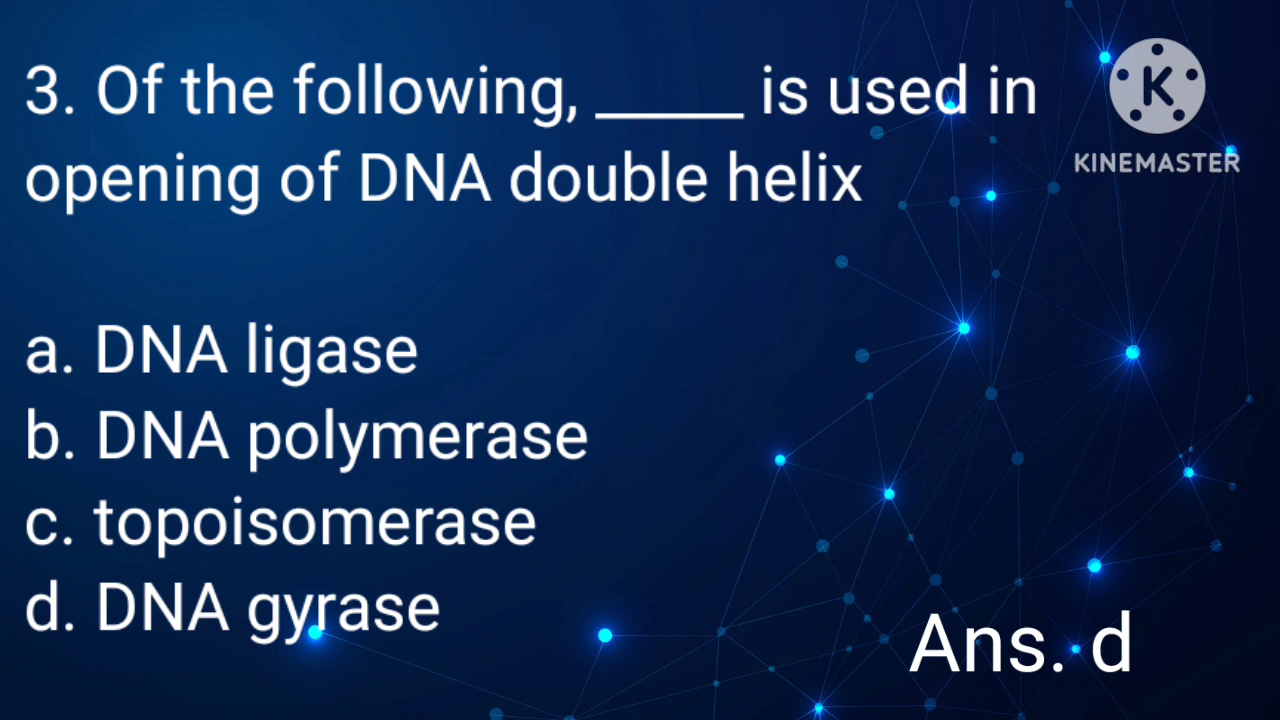 3. Of the following, _____ is used in
opening of DNA double helix
K
KINEMASTER
a. DNA ligase
b. DNA polymerase
c. topoisomerase
d. DNA gyrase
Ans. d